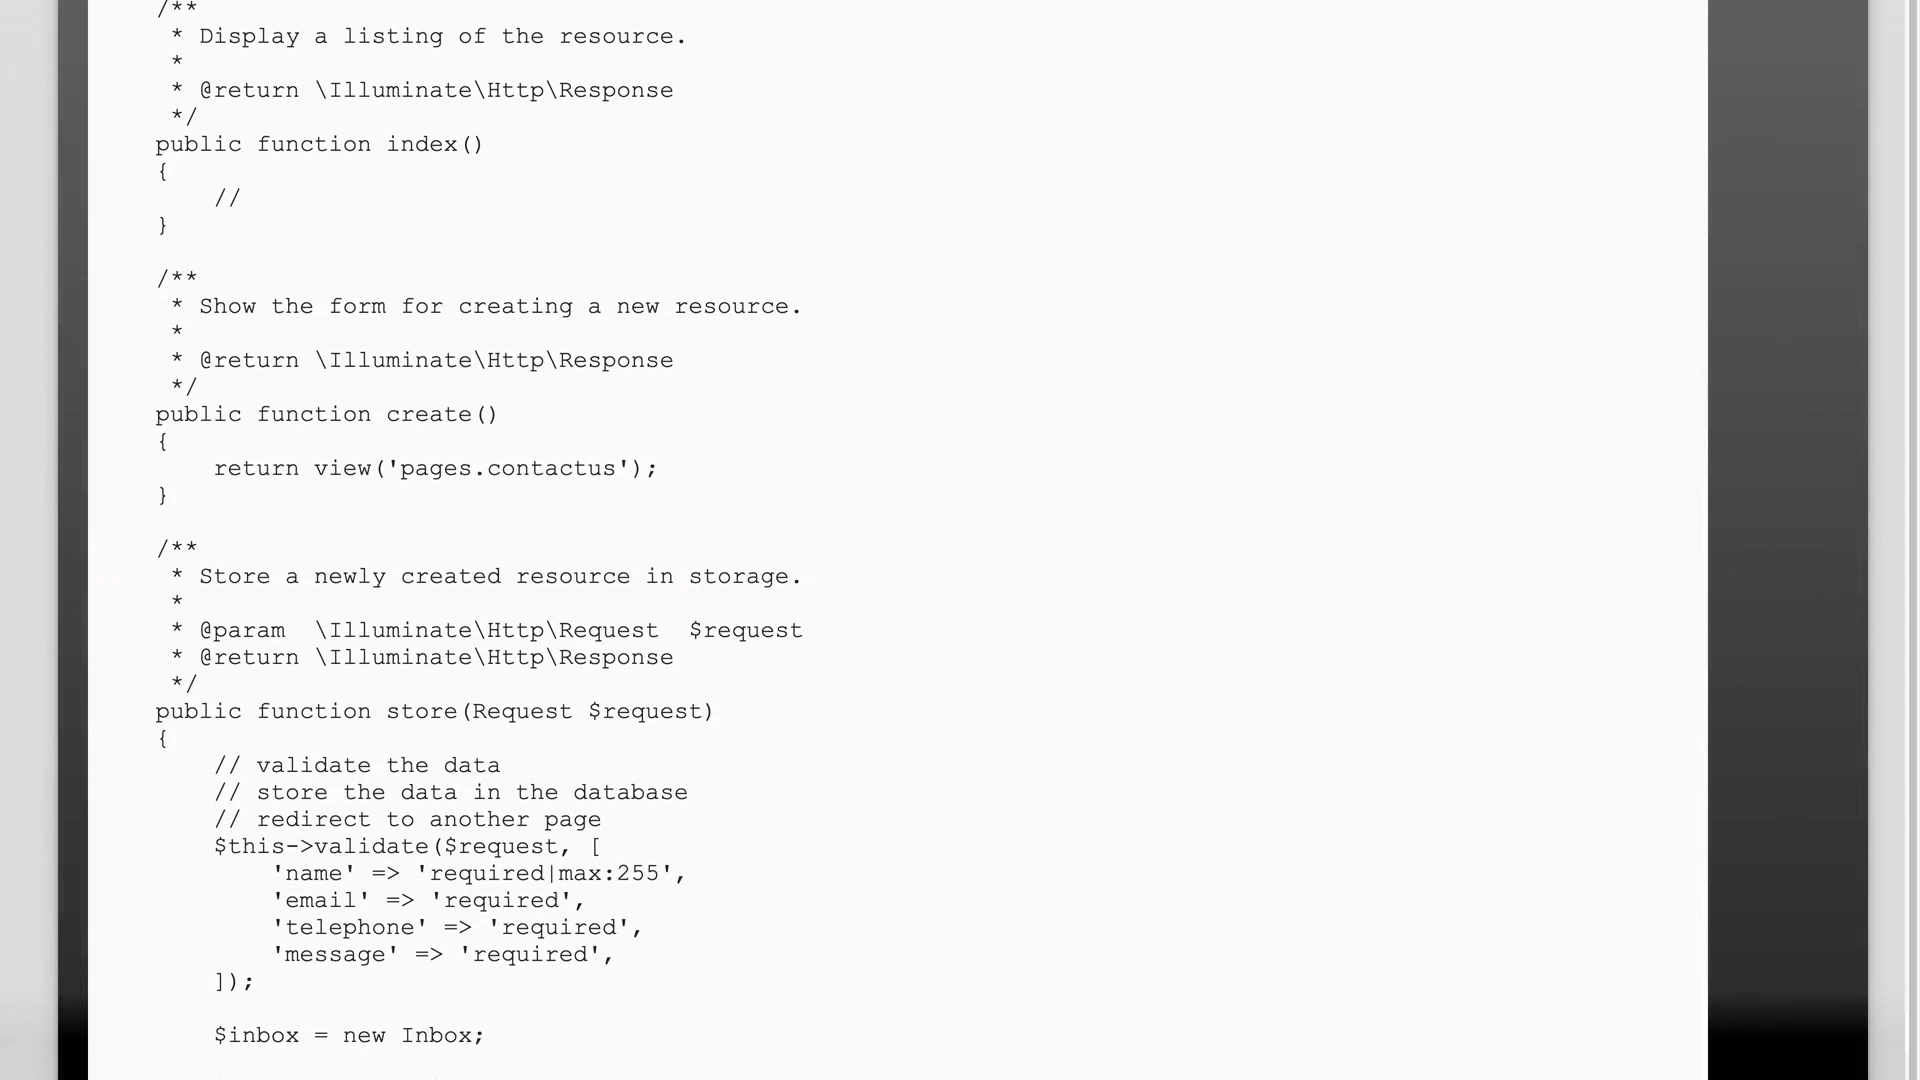 /**
 * Display a listing of the resource.
 *
 * @return \Illuminate\Http\Response
 */
public function index()
{
    //
}

/**
 * Show the form for creating a new resource.
 *
 * @return \Illuminate\Http\Response
 */
public function create()
{
    return view('pages.contactus');
}

/**
 * Store a newly created resource in storage.
 *
 * @param  \Illuminate\Http\Request  $request
 * @return \Illuminate\Http\Response
 */
public function store(Request $request)
{
    // validate the data
    // store the data in the database
    // redirect to another page
    $this->validate($request, [
        'name' => 'required|max:255',
        'email' => 'required',
        'telephone' => 'required',
        'message' => 'required',
    ]);

    $inbox = new Inbox;